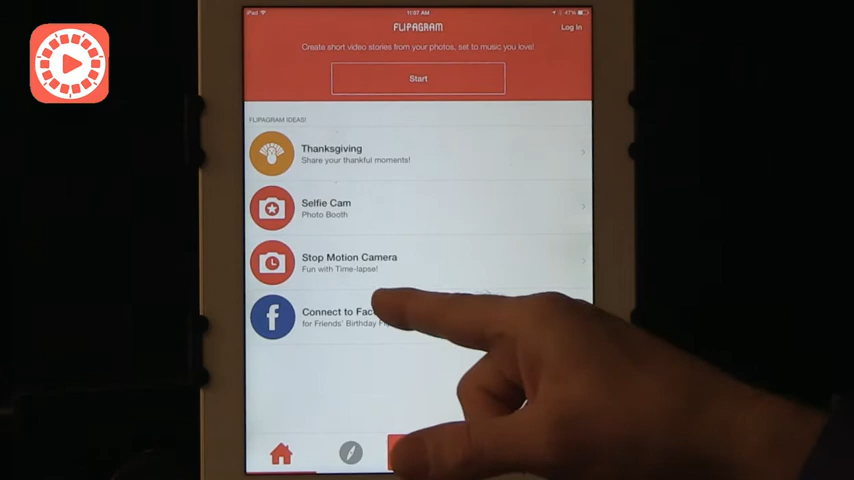 iPad
11:07 AM
47%
FLIPAGRAM
Log In
Create short video stories from your photos, set to music you love!
Start
FLIPAGRAM IDEAS!
Thanksgiving
Share your thankful moments!
Selfie Cam
Photo Booth
Stop Motion Camera
Fun with Time-lapse!
Connect to Fac
for Friends' Birthday